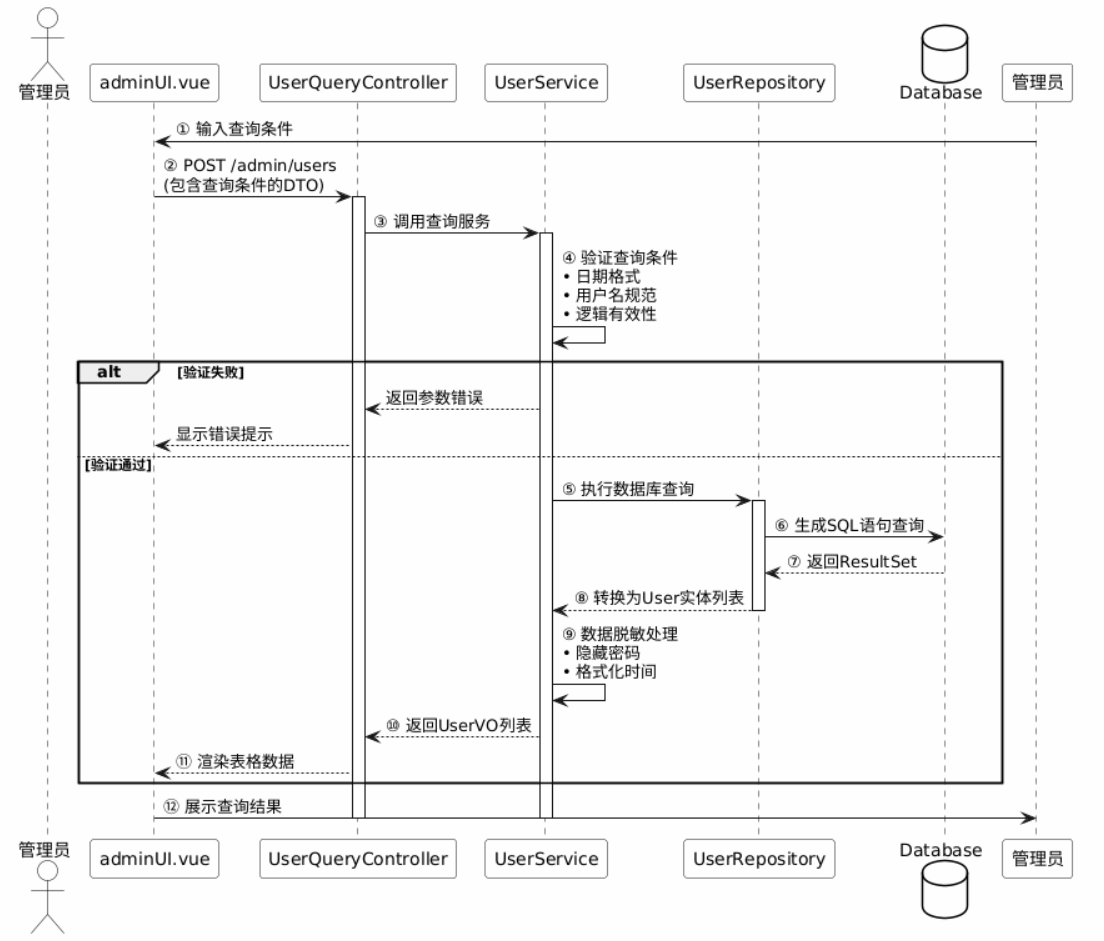 管理员
adminUI.vue
UserQueryController
UserService
UserRepository
Database
管理员
① 输入查询条件
② POST /admin/users
(包含查询条件的DTO)
③ 调用查询服务
④ 验证查询条件
• 日期格式
• 用户名规范
• 逻辑有效性
alt
[验证失败]
返回参数错误
显示错误提示
[验证通过]
⑤ 执行数据库查询
⑥ 生成SQL语句查询
⑦ 返回ResultSet
⑧ 转换为User实体列表
⑨ 数据脱敏处理
• 隐藏密码
• 格式化时间
⑩ 返回UserVO列表
⑪ 渲染表格数据
⑫ 展示查询结果
管理员
adminUI.vue
UserQueryController
UserService
UserRepository
Database
管理员